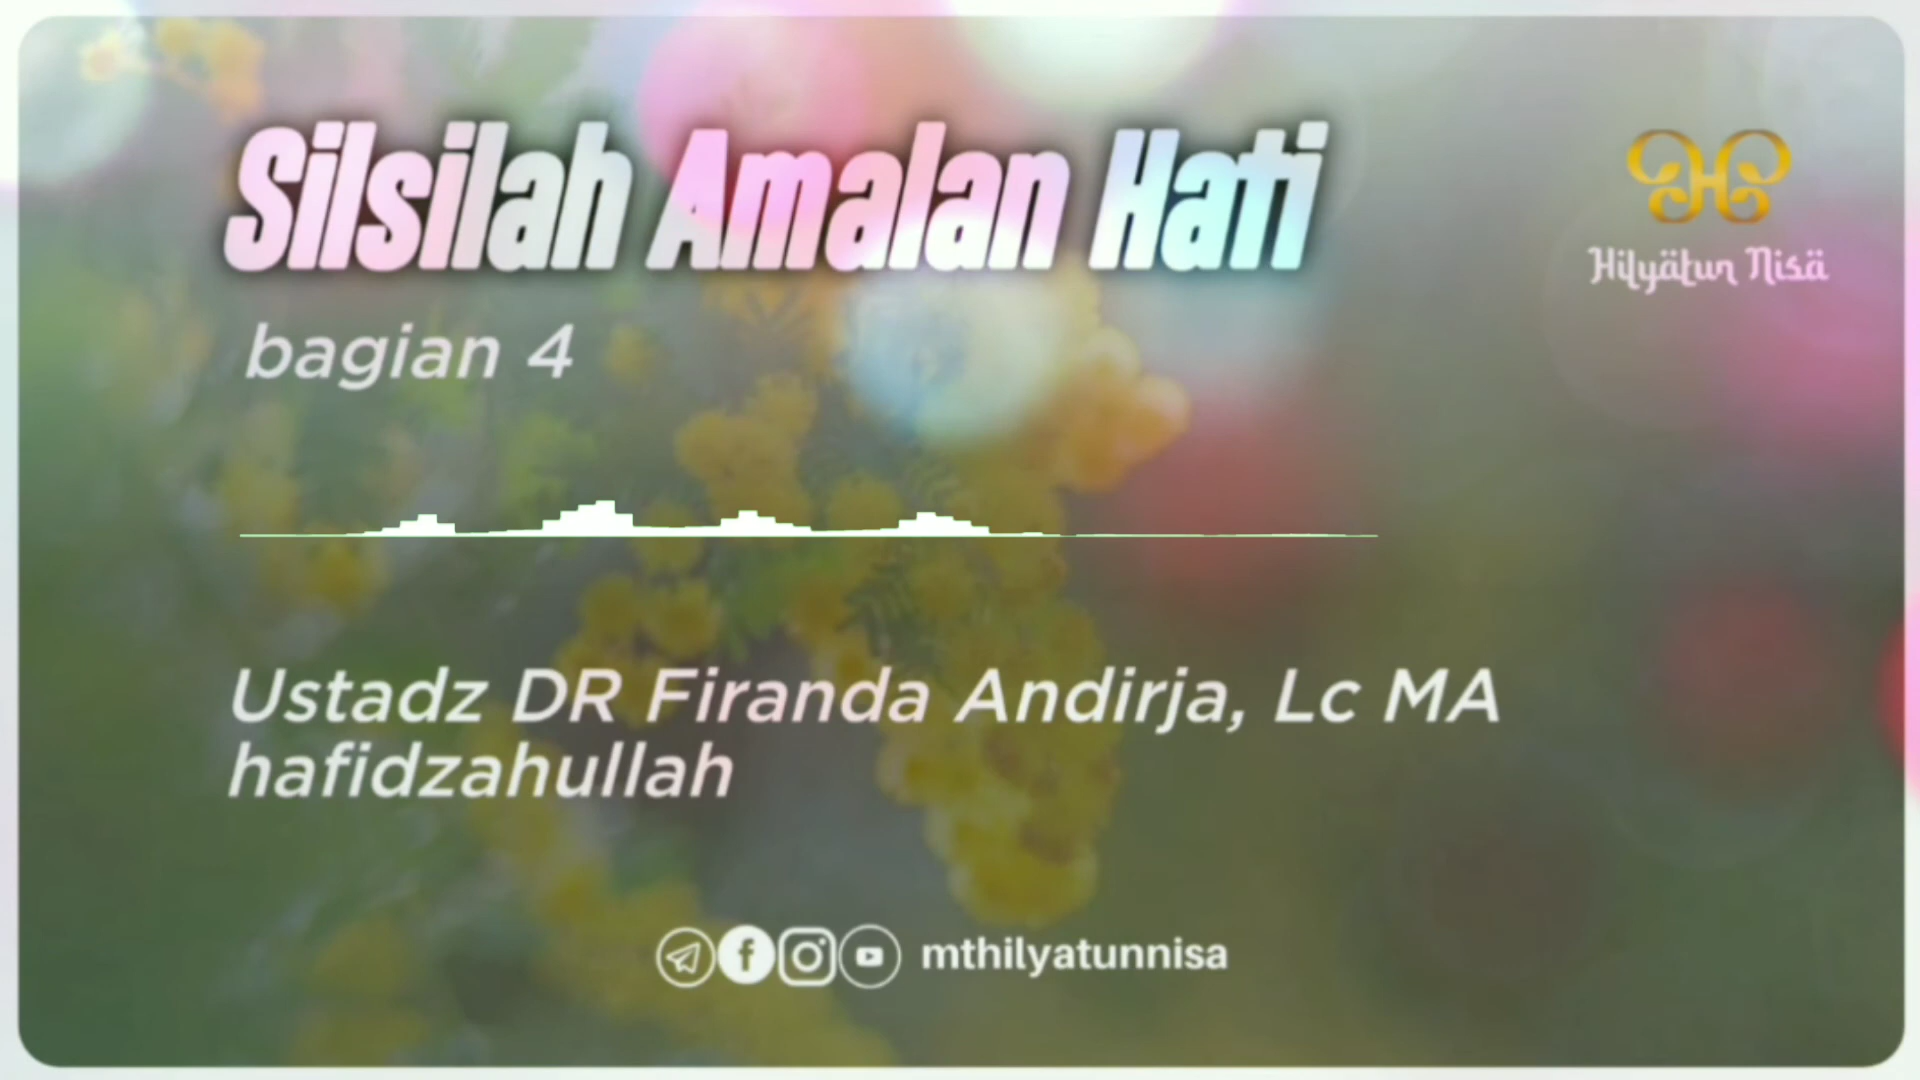 Silsilah Amalan Hati
Hilyätun Nisä
bagian 4
Ustadz DR Firanda Andirja, Lc MA
hafidzahullah
mthilyatunnisa